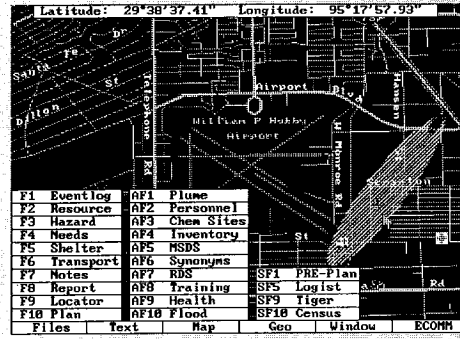 Latitude: 29°38'37.41" Longitude: 95°17'57.93"
Santa Fe Dr
St
Dillon
Telephone Rd
Airport Blvd
Hansen
William P Hobby
Airport
W Monroe Rd
Stratton
St
Rd
F1 Eventlog AF1 Plume
F2 Resource AF2 Personnel
F3 Hazard AF3 Chem Sites
F4 Needs AF4 Inventory
F5 Shelter AF5 MSDS
F6 Transport AF6 Synonyms
F7 Notes AF7 RDS SF1 PRE-Plan
F8 Report AF8 Training SF5 Logist
F9 Locator AF9 Health SF9 Tiger
F10 Plan AF10 Flood SF10 Census
Files Text Map Geo Window ECOMM